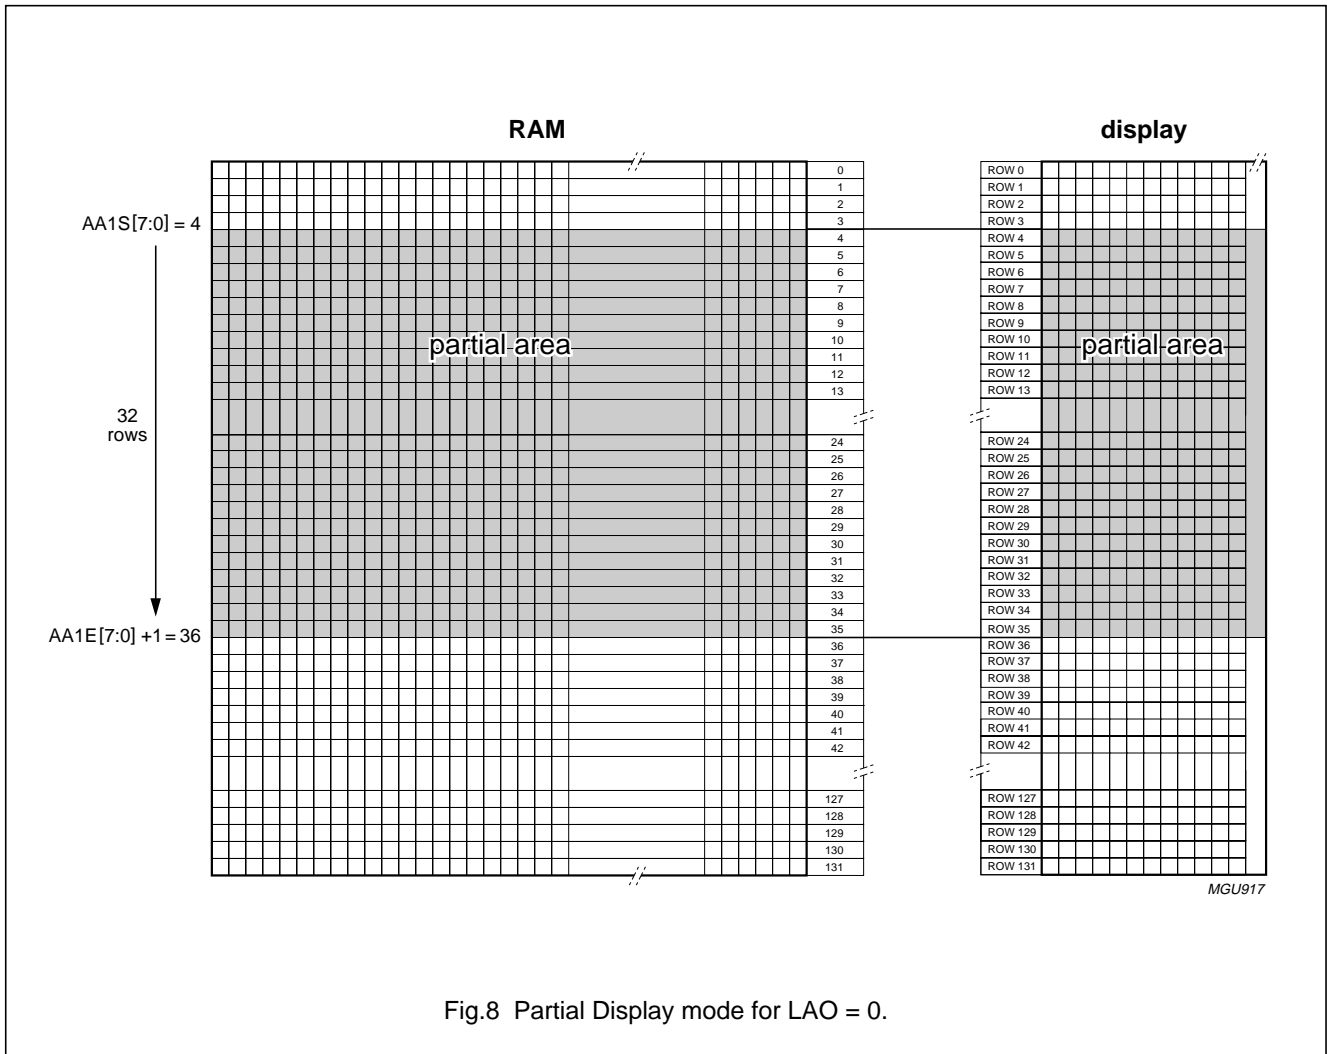 RAM
display
AA1S[7:0] = 4
32
rows
AA1E[7:0] +1 = 36
partial area
0
1
2
3
4
5
6
7
8
9
10
11
12
13
24
25
26
27
28
29
30
31
32
33
34
35
36
37
38
39
40
41
42
127
128
129
130
131
ROW 0
ROW 1
ROW 2
ROW 3
ROW 4
ROW 5
ROW 6
ROW 7
ROW 8
ROW 9
ROW 10
ROW 11
ROW 12
ROW 13
ROW 24
ROW 25
ROW 26
ROW 27
ROW 28
ROW 29
ROW 30
ROW 31
ROW 32
ROW 33
ROW 34
ROW 35
ROW 36
ROW 37
ROW 38
ROW 39
ROW 40
ROW 41
ROW 42
ROW 127
ROW 128
ROW 129
ROW 130
ROW 131
partial area
MGU917
Fig.8 Partial Display mode for LAO = 0.